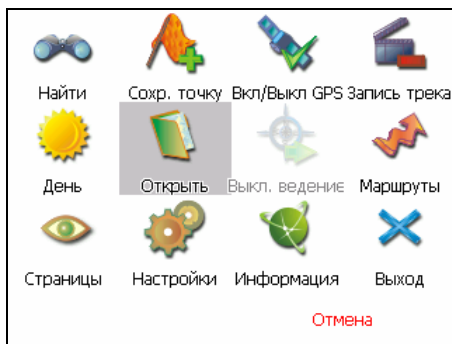 Найти Сохр. точку Вкл/Выкл GPS Запись трека
День Открыть Выкл. ведение Маршруты
Страницы Настройки Информация Выход
Отмена